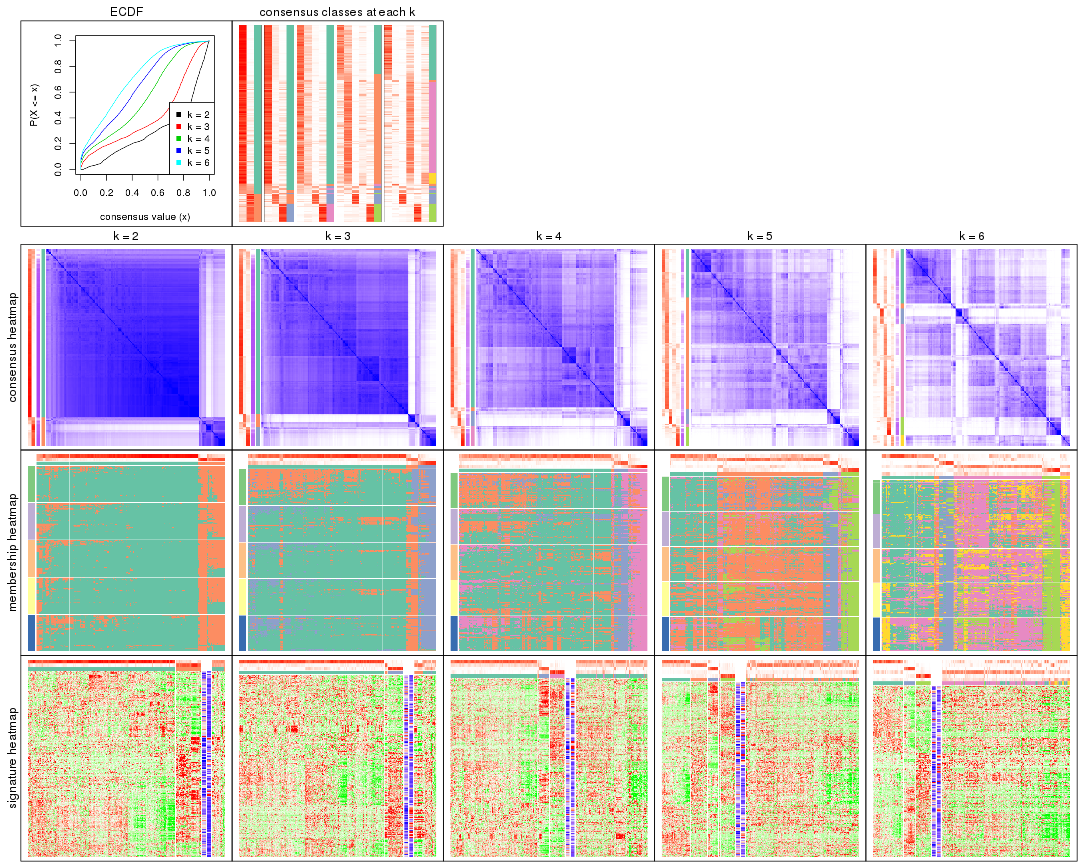 ECDF
consensus classes at each k
P(X <= x)
1.0
0.8
0.6
0.4
0.2
0.0
k = 2
k = 3
k = 4
k = 5
k = 6
0.0 0.2 0.4 0.6 0.8 1.0
consensus value (x)
k = 2 k = 3 k = 4 k = 5 k = 6
consensus heatmap
membership heatmap
signature heatmap